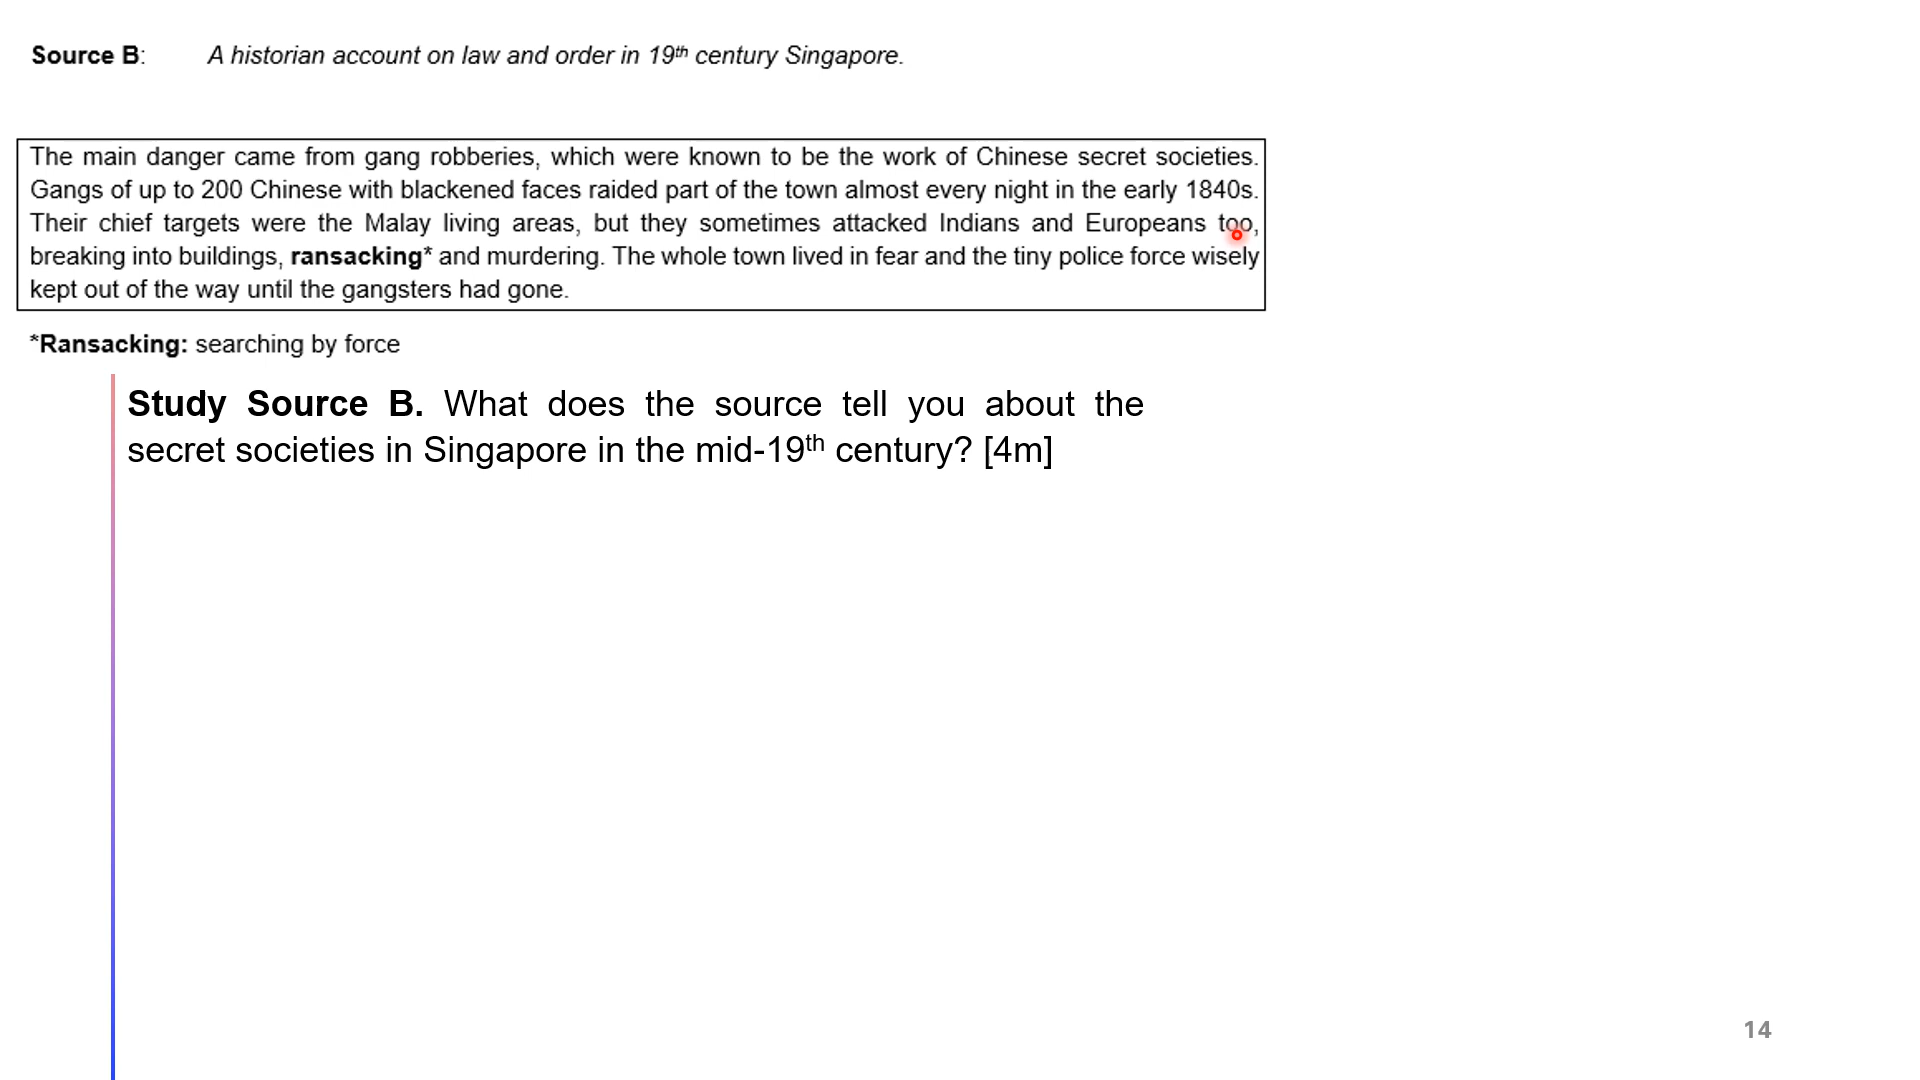 Source B: A historian account on law and order in 19th century Singapore.
The main danger came from gang robberies, which were known to be the work of Chinese secret societies.
Gangs of up to 200 Chinese with blackened faces raided part of the town almost every night in the early 1840s.
Their chief targets were the Malay living areas, but they sometimes attacked Indians and Europeans too,
breaking into buildings, ransacking* and murdering. The whole town lived in fear and the tiny police force wisely
kept out of the way until the gangsters had gone.
*Ransacking: searching by force
Study Source B. What does the source tell you about the
secret societies in Singapore in the mid-19th century? [4m]
14